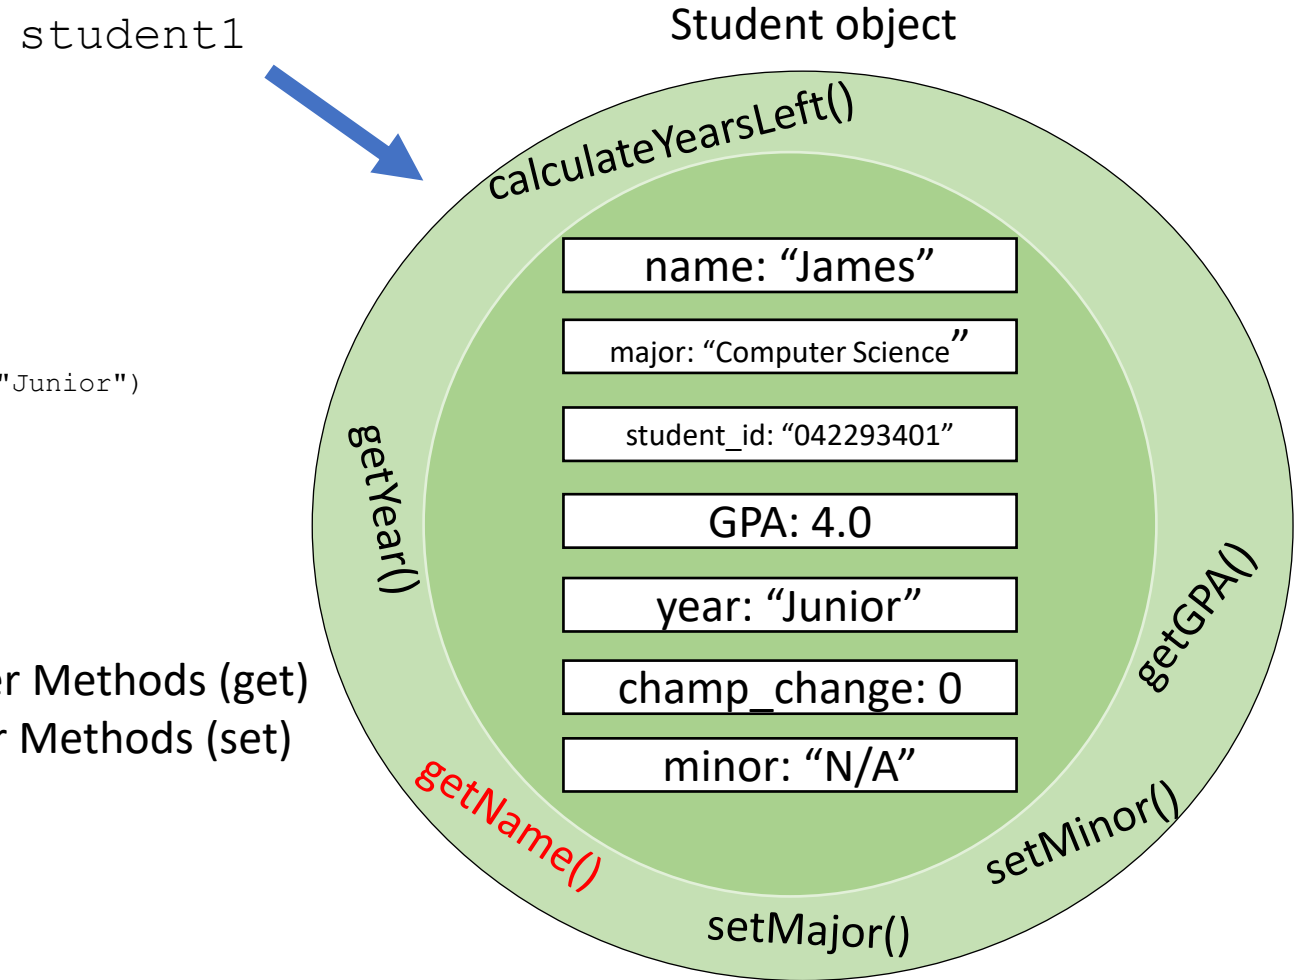 student1
Student object
calculateYearsLeft()
name: “James”
major: “Computer Science”
"Junior")
student_id: “042293401”
getYear()
GPA: 4.0
getGPA()
year: “Junior”
er Methods (get)
champ_change: 0
r Methods (set)
minor: “N/A”
getName()
setMinor()
setMajor()